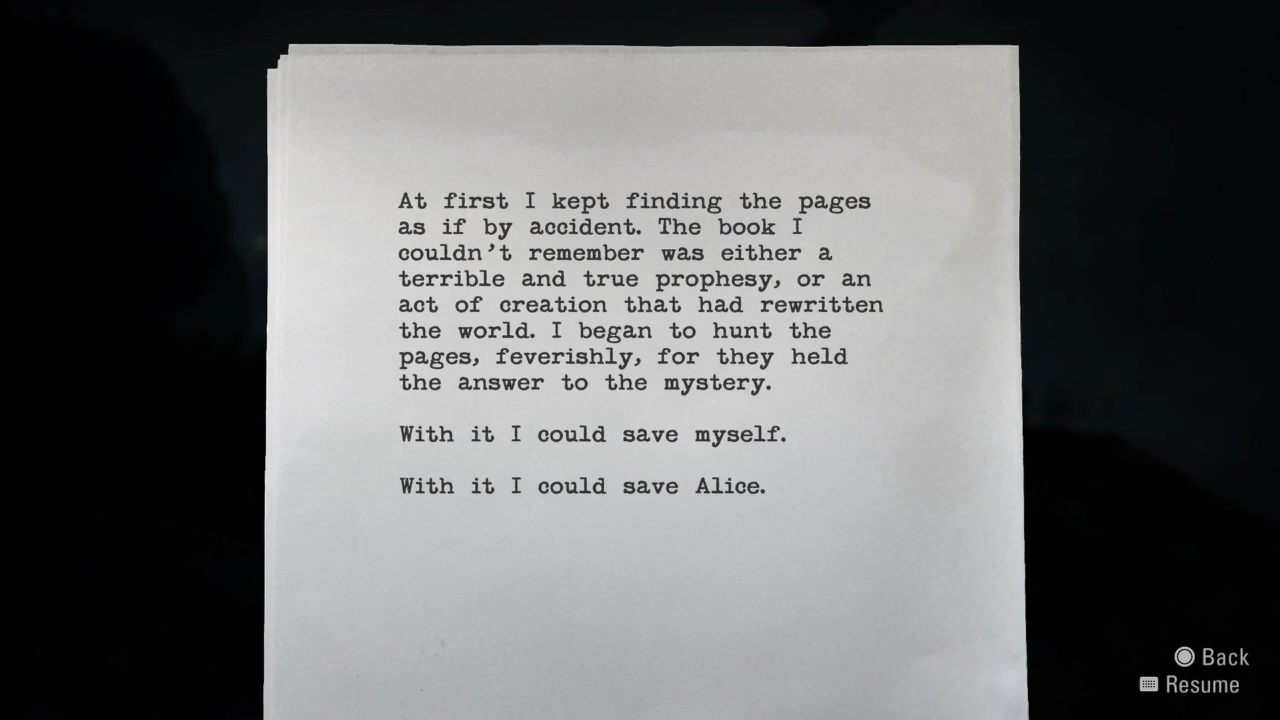 At first I kept finding the pages
as if by accident. The book I
couldn't remember was either a
terrible and true prophesy, or an
act of creation that had rewritten
the world. I began to hunt the
pages, feverishly, for they held
the answer to the mystery.
With it I could save myself.
With it I could save Alice.
Back
Resume